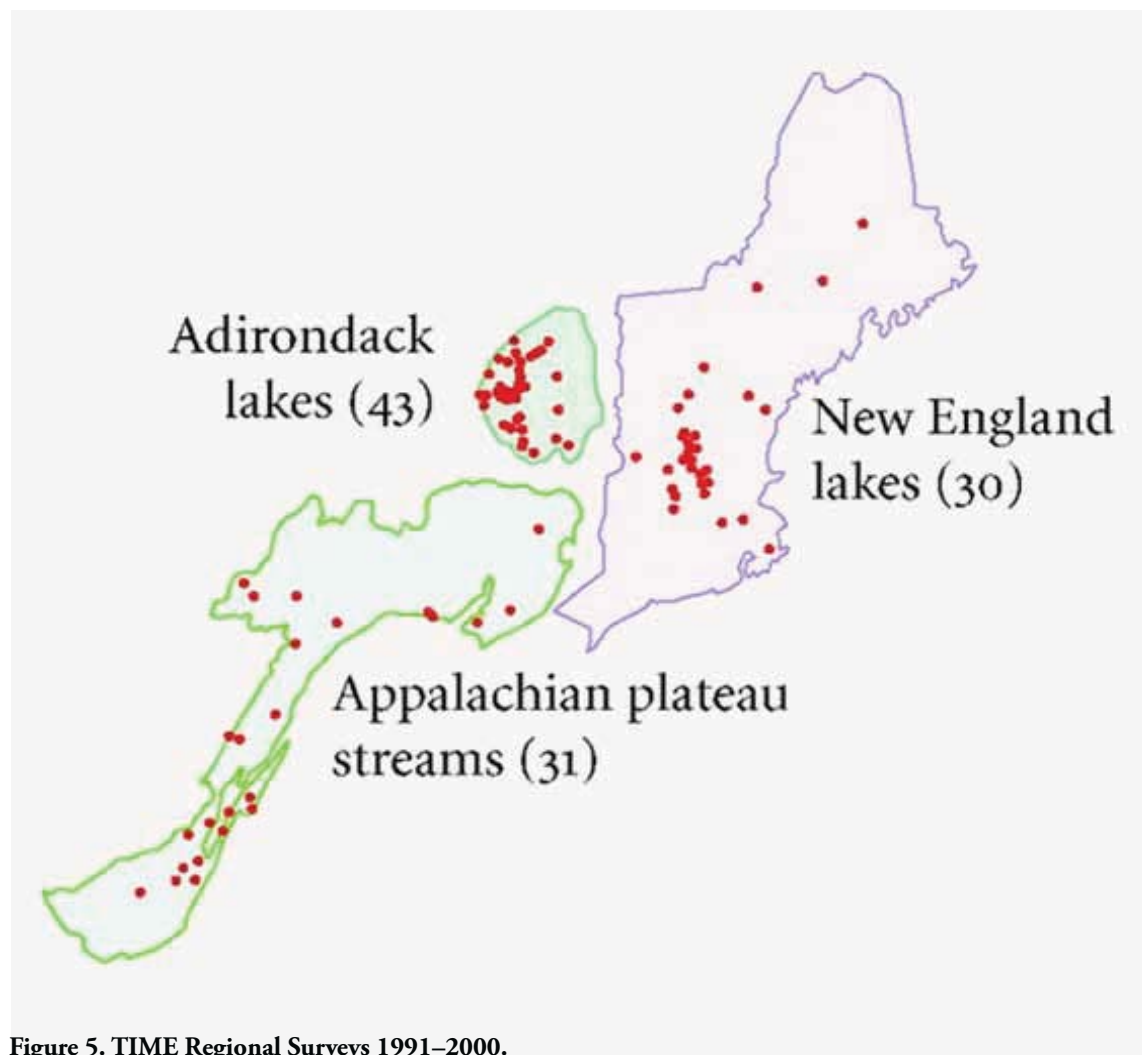 Adirondack
lakes (43)
New England
lakes (30)
Appalachian plateau
streams (31)
Figure 5. TIME Regional Surveys 1991–2000.